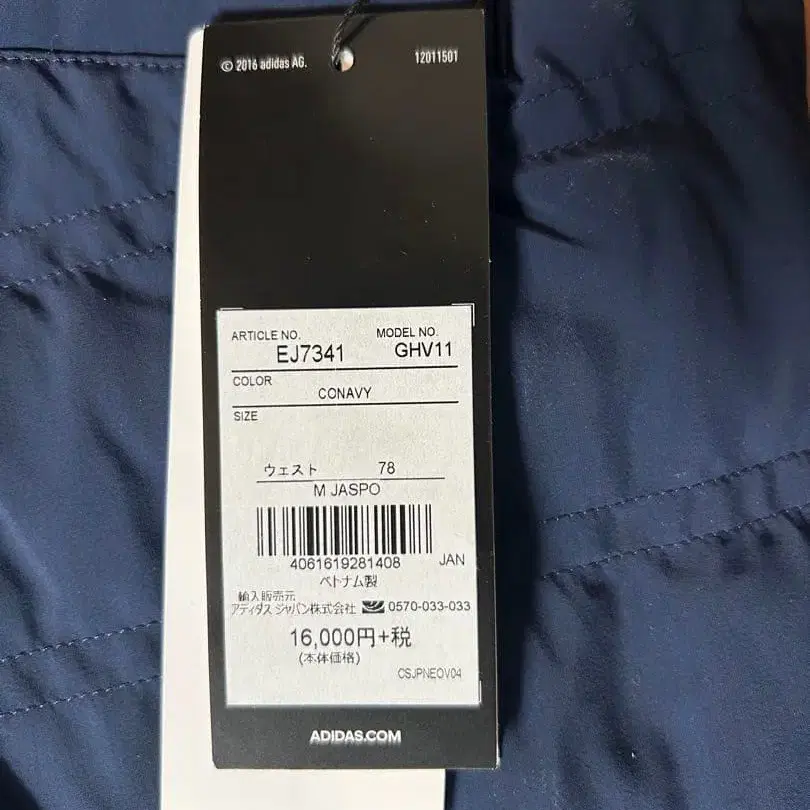 © 2016 adidas AG. 12011501
ARTICLE NO. MODEL NO.
EJ7341 GHV11
COLOR
CONAVY
SIZE
ウェスト 78
M JASPO
4061619281408 JAN
ベトナム製
輸入販売元
アディダス ジャパン株式会社 0570-033-033
16,000円+税
(本体価格)
CSJPNEOV04
ADIDAS.COM